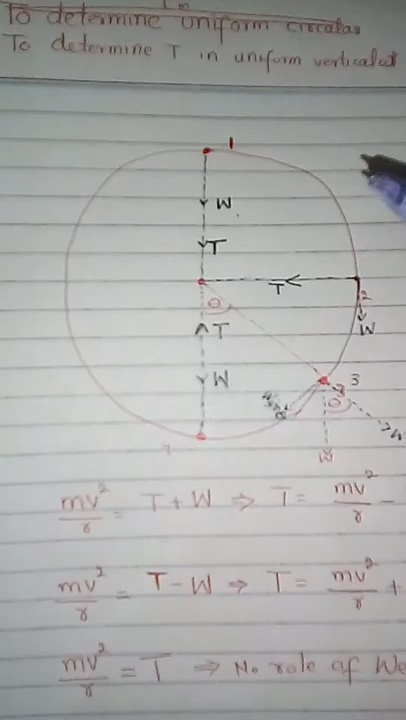 To determine uniform circular
To determine T in uniform vertical
1
W
T
T
2
W
θ
T
W
3
θ
W
4
mv²/r = T + W ⇒ T = mv²/r -
mv²/r = T - W ⇒ T = mv²/r +
mv²/r = T ⇒ No role of We